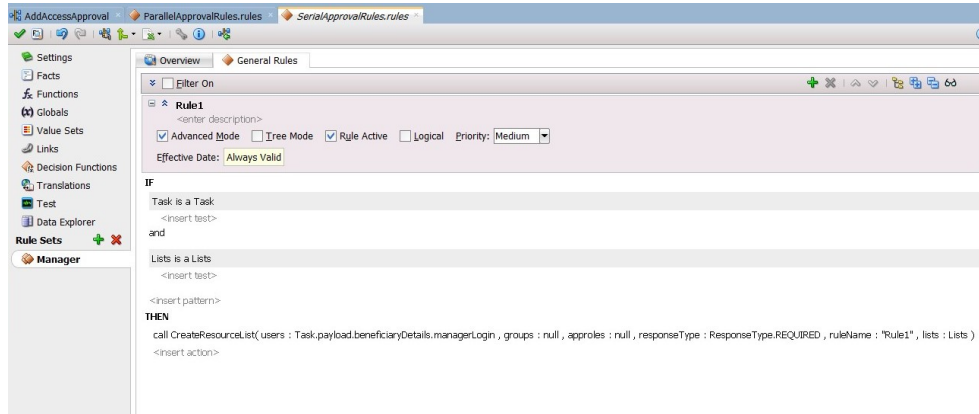 AddAccessApproval
ParallelApprovalRules.rules
SerialApprovalRules.rules
Settings
Facts
Functions
Globals
Value Sets
Links
Decision Functions
Translations
Test
Data Explorer
Rule Sets
Manager
Overview
General Rules
Filter On
Rule1
<enter description>
Advanced Mode Tree Mode Rule Active Logical Priority: Medium
Effective Date: Always Valid
IF
Task is a Task
<insert test>
and
Lists is a Lists
<insert test>
<insert pattern>
THEN
call CreateResourceList( users : Task.payload.beneficiaryDetails.managerLogin , groups : null , approles : null , responseType : ResponseType.REQUIRED , ruleName : "Rule1" , lists : Lists )
<insert action>